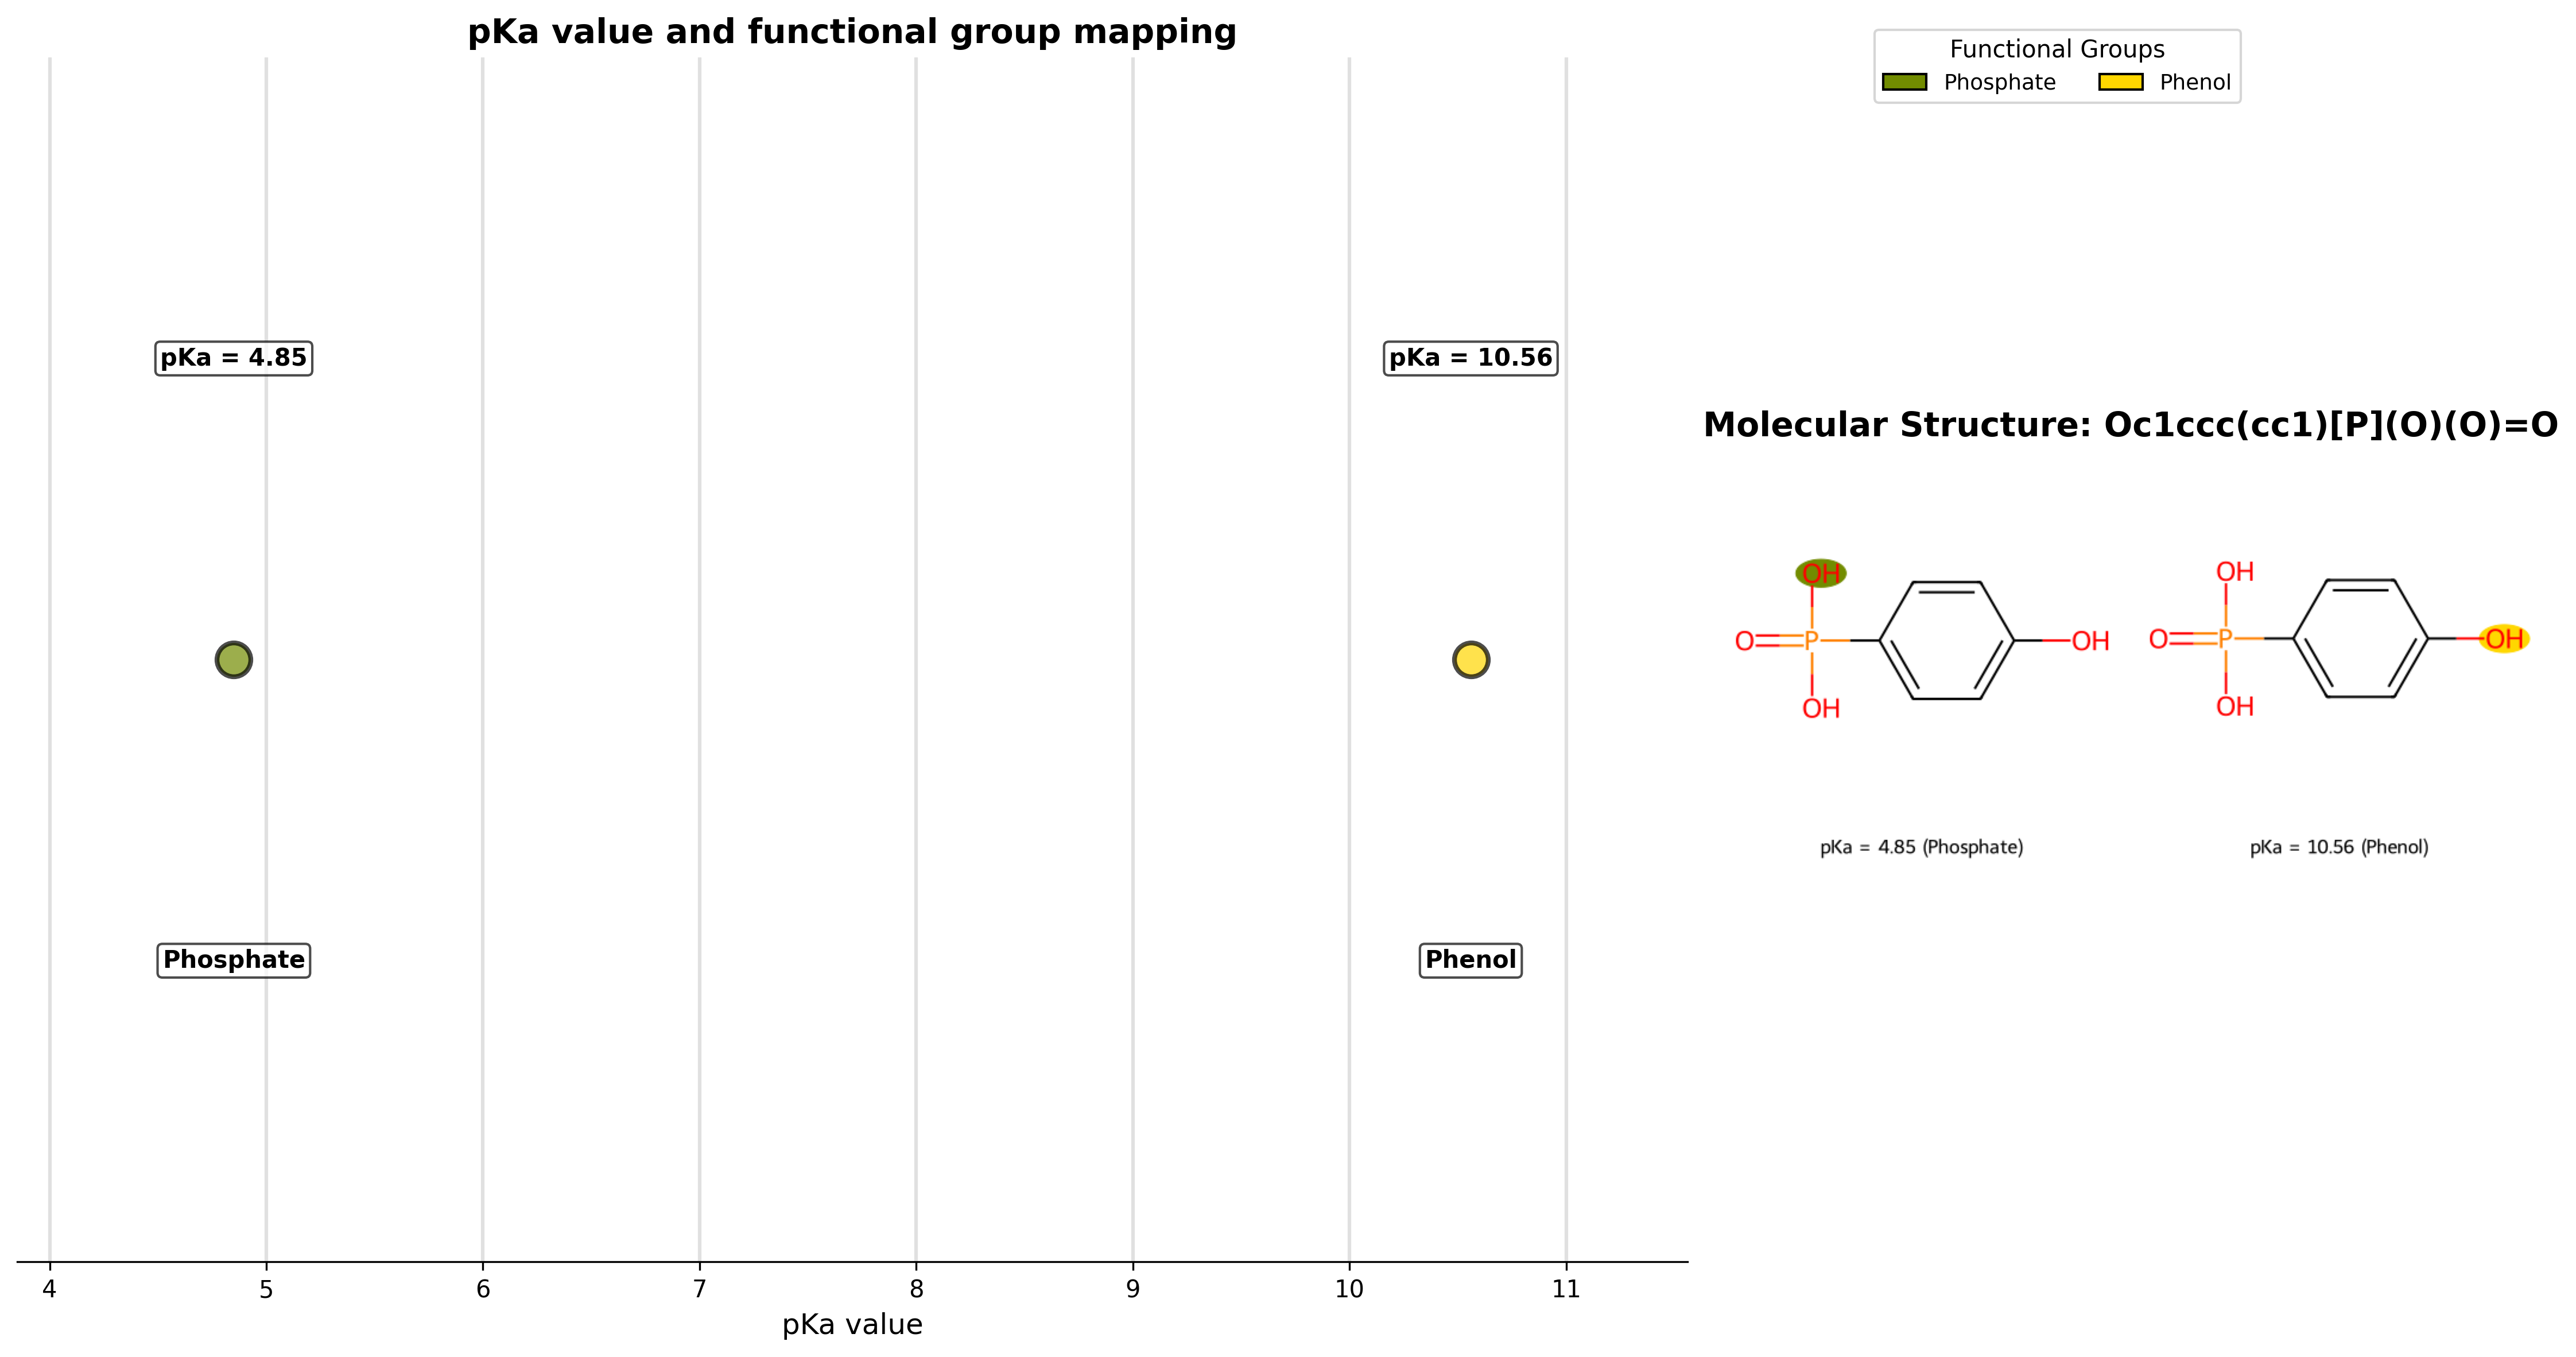 pKa value and functional group mapping
Functional Groups
Phosphate
Phenol
pKa = 4.85
pKa = 10.56
Phosphate
Phenol
4
5
6
7
8
9
10
11
pKa value
Molecular Structure: Oc1ccc(cc1)[P](O)(O)=O
OH
O
P
OH
OH
pKa = 4.85 (Phosphate)
OH
O
P
OH
OH
pKa = 10.56 (Phenol)